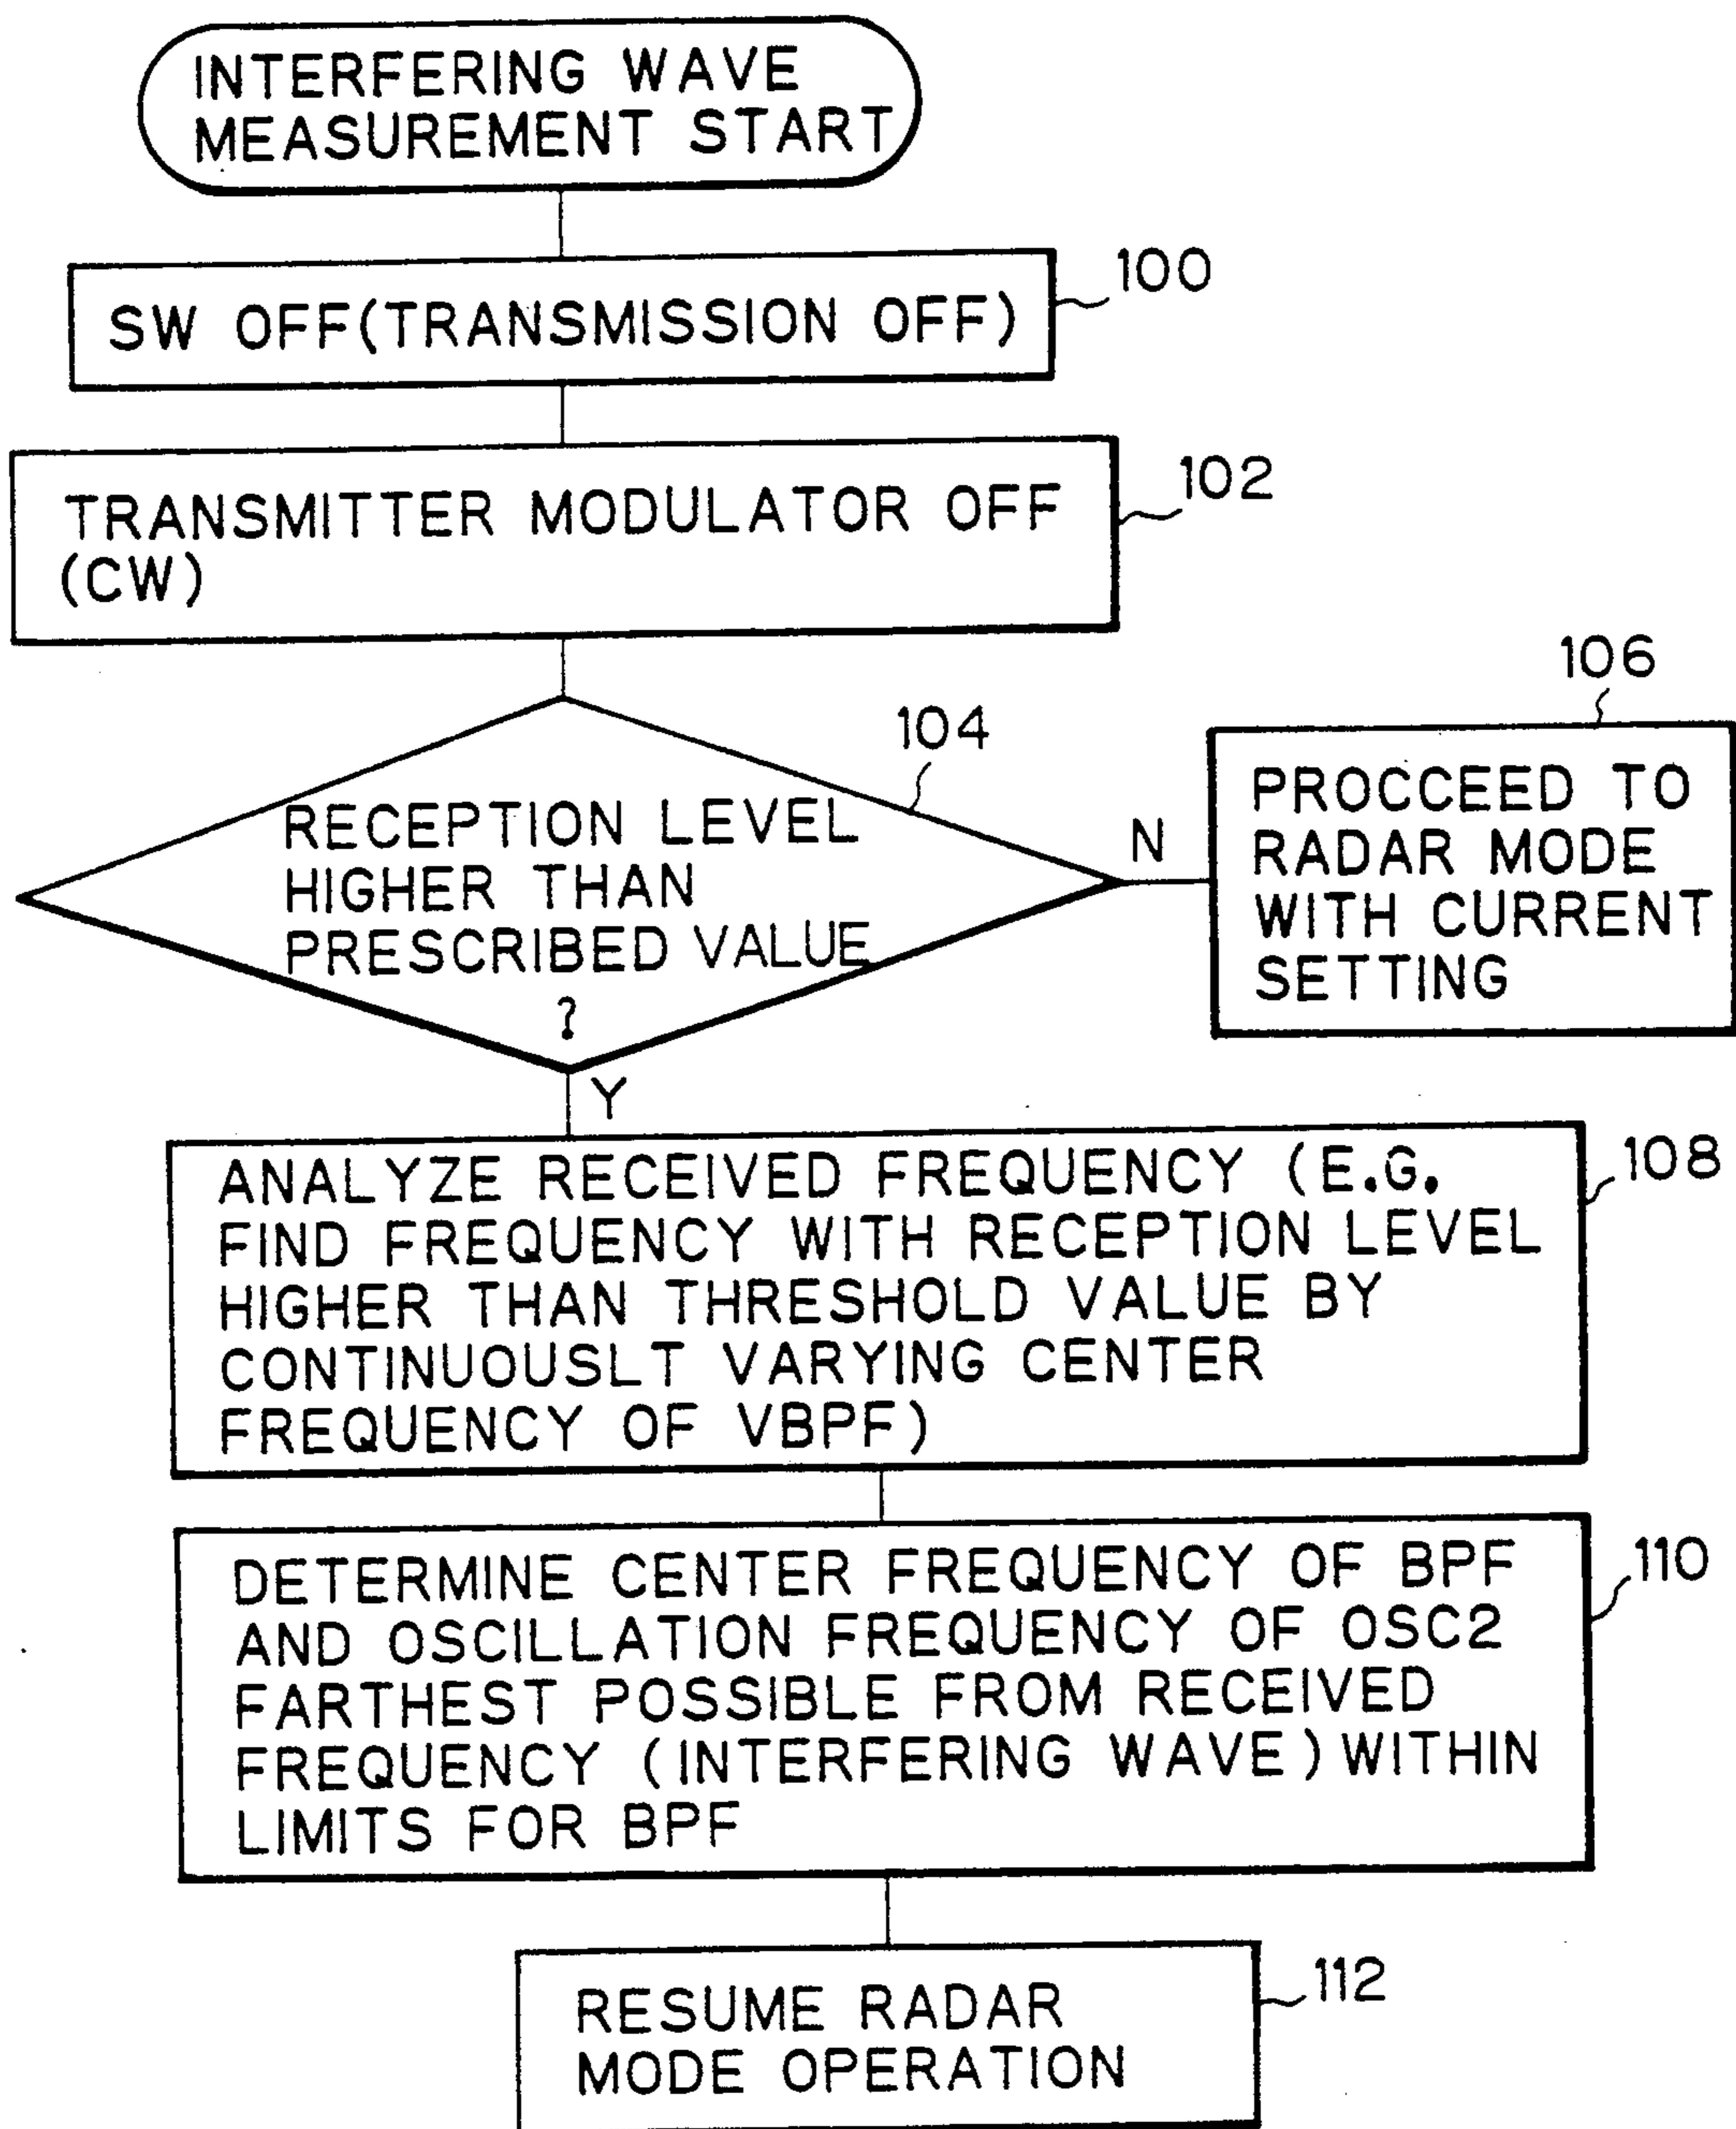 INTERFERING WAVE
MEASUREMENT START
100
SW OFF(TRANSMISSION OFF)
102
TRANSMITTER MODULATOR OFF
(CW)
106
104
RECEPTION LEVEL
HIGHER THAN
PRESCRIBED VALUE
?
N
PROCCEED TO
RADAR MODE
WITH CURRENT
SETTING
Y
108
ANALYZE RECEIVED FREQUENCY (E.G.
FIND FREQUENCY WITH RECEPTION LEVEL
HIGHER THAN THRESHOLD VALUE BY
CONTINUOUSLT VARYING CENTER
FREQUENCY OF VBPF)
110
DETERMINE CENTER FREQUENCY OF BPF
AND OSCILLATION FREQUENCY OF OSC2
FARTHEST POSSIBLE FROM RECEIVED
FREQUENCY (INTERFERING WAVE) WITHIN
LIMITS FOR BPF
112
RESUME RADAR
MODE OPERATION